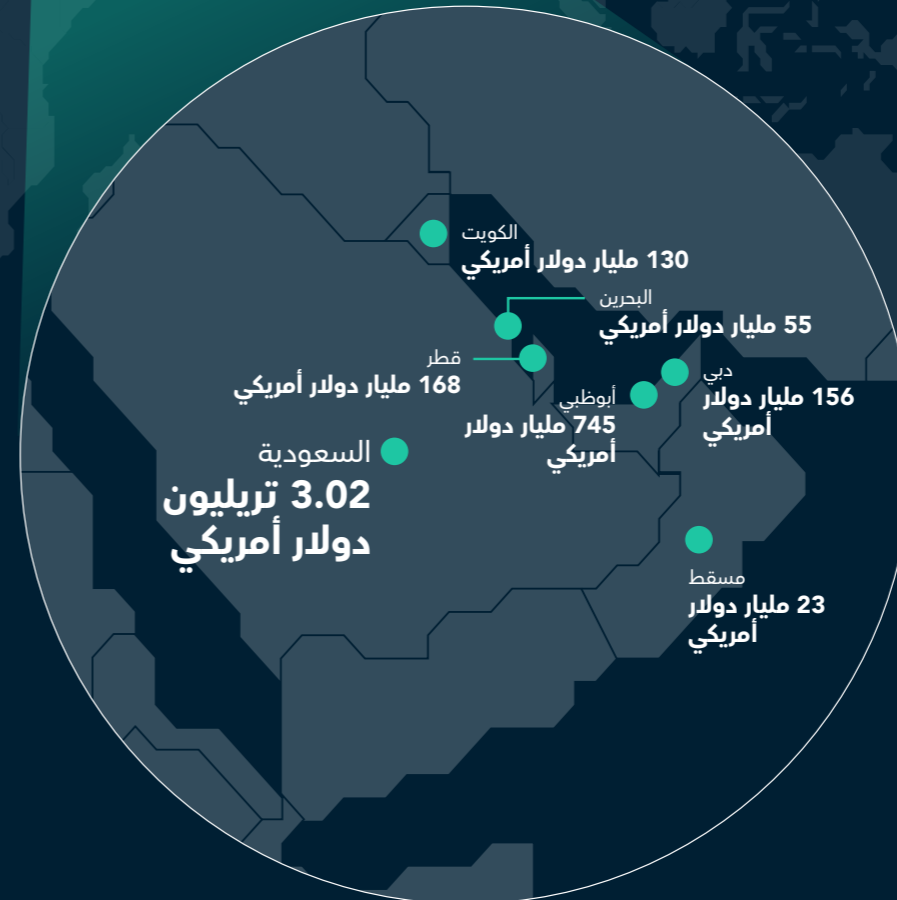 الكويت
130 مليار دولار أمريكي
البحرين
55 مليار دولار أمريكي
قطر
168 مليار دولار أمريكي
دبي
156 مليار دولار
أمريكي
أبوظبي
745 مليار دولار
أمريكي
السعودية
3.02 تريليون
دولار أمريكي
مسقط
23 مليار دولار
أمريكي